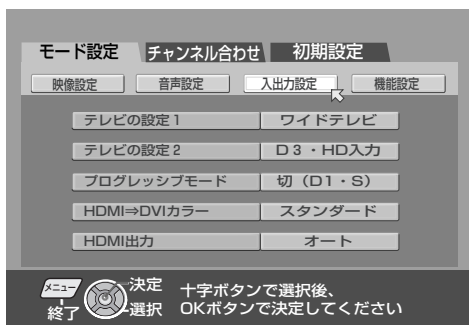 モード設定 チャンネル合わせ 初期設定
映像設定 音声設定 入出力設定 機能設定
テレビの設定1 ワイドテレビ
テレビの設定2 D3・HD入力
プログレッシブモード 切（D1・S）
HDMI⇒DVIカラー スタンダード
HDMI出力 オート
メニュー 決定 十字ボタンで選択後、
終了 選択 OKボタンで決定してください